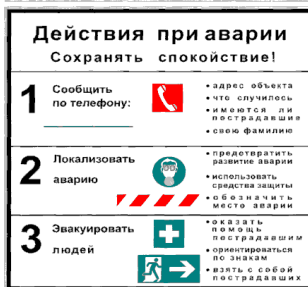 Действия при аварии
Сохранять спокойствие!
1 Сообщить
по телефону:
• адрес объекта
• что случилось
• имеются ли
пострадавшие
• свою фамилию
2 Локализовать
аварию
• предотвратить
развитие аварии
• использовать
средства защиты
• обозначить
место аварии
3 Эвакуировать
людей
• оказать
помощь
пострадавшим
• ориентироваться
по знакам
• взять с собой
пострадавших